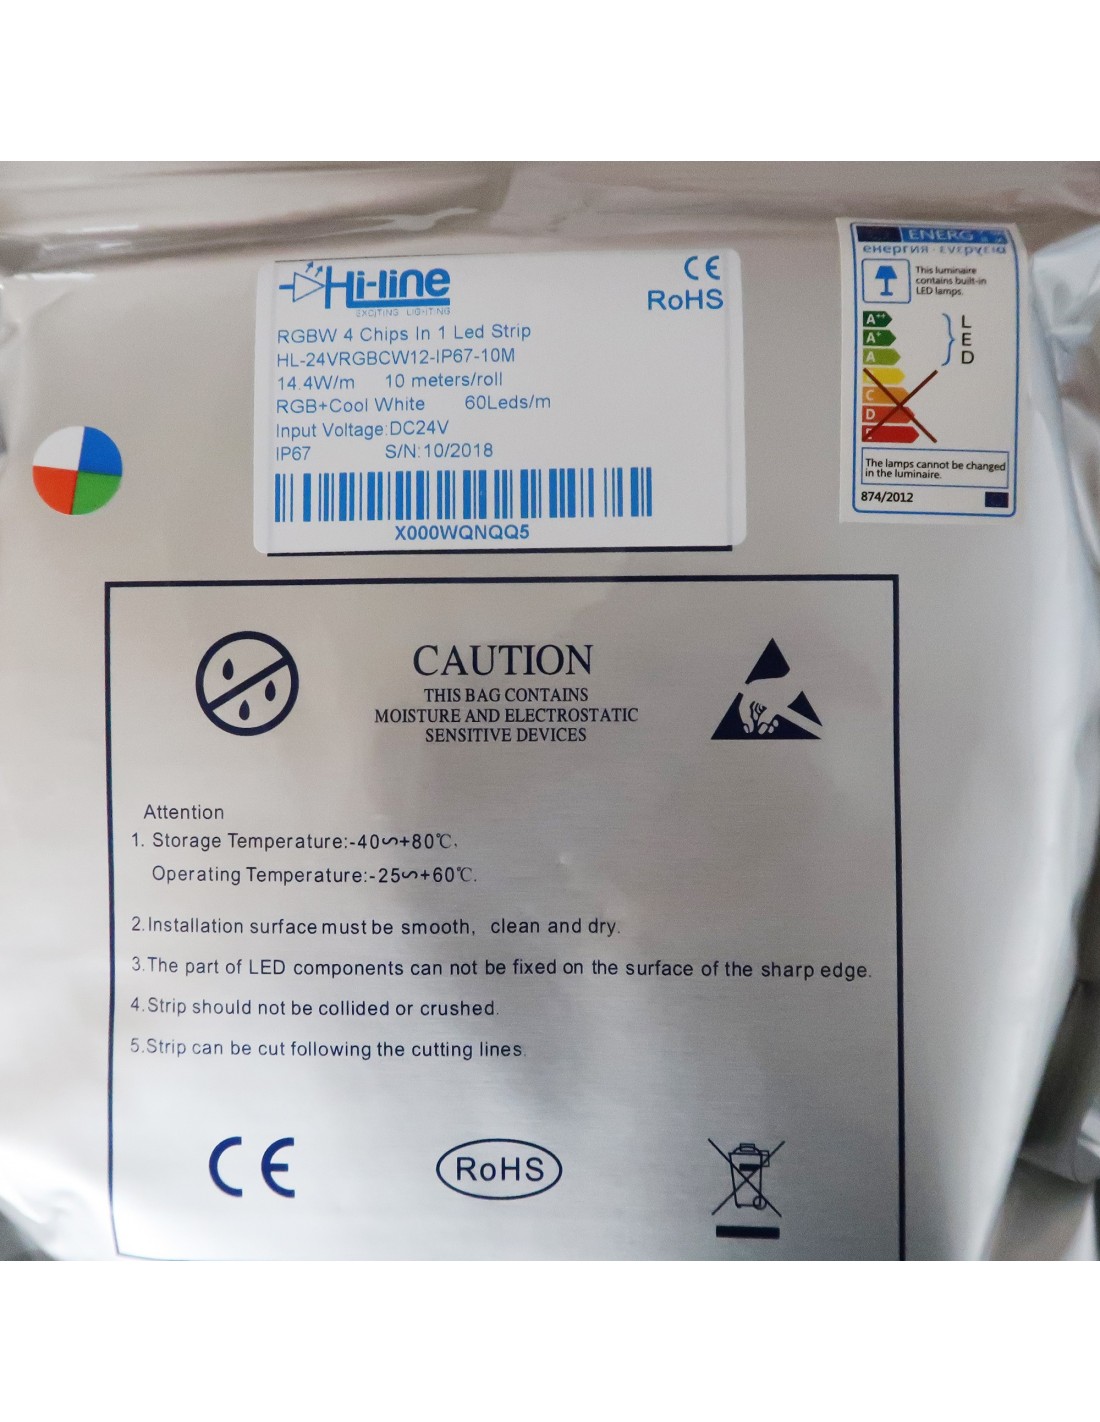 Hi-line
EXCITING LIGHTING
CE
RoHS
RGBW 4 Chips In 1 Led Strip
HL-24VRGBCW12-IP67-10M
14.4W/m 10 meters/roll
RGB+Cool White 60Leds/m
Input Voltage:DC24V
IP67 S/N:10/2018
X000WQNQQ5
ENERG
енергия · ενεργεια
This luminaire
contains built-in
LED lamps.
A++
A+
A
C
D
L
E
D
The lamps cannot be changed
in the luminaire.
874/2012
CAUTION
THIS BAG CONTAINS
MOISTURE AND ELECTROSTATIC
SENSITIVE DEVICES
Attention
1. Storage Temperature:-40∽+80℃.
Operating Temperature:-25∽+60℃.
2.Installation surface must be smooth, clean and dry.
3.The part of LED components can not be fixed on the surface of the sharp edge.
4.Strip should not be collided or crushed.
5.Strip can be cut following the cutting lines.
CE
RoHS